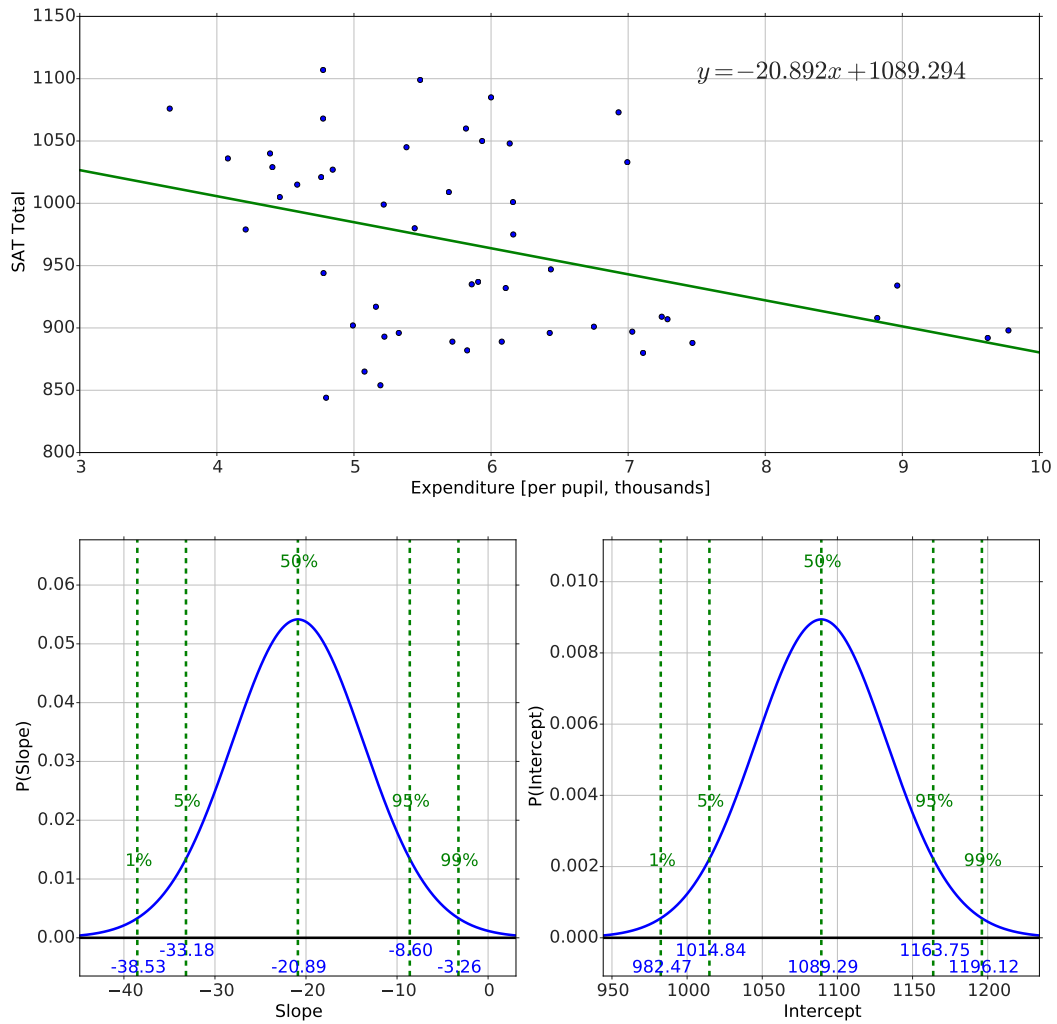 1150
y=−20.892x+1089.294
1100
1050
SAT Total
1000
950
900
850
800
3 4 5 6 7 8 9 10
Expenditure [per pupil, thousands]
50%
0.06
0.05
0.04
P(Slope)
0.03
5% 95%
0.02
1% 99%
0.01
0.00
-33.18 -8.60
-38.53 -20.89 -3.26
−40 −30 −20 −10 0
Slope
50%
0.010
0.008
P(Intercept)
0.006
5% 95%
0.004
1% 99%
0.002
0.000
1014.84 1163.75
982.47 1089.29 1196.12
950 1000 1050 1100 1150 1200
Intercept